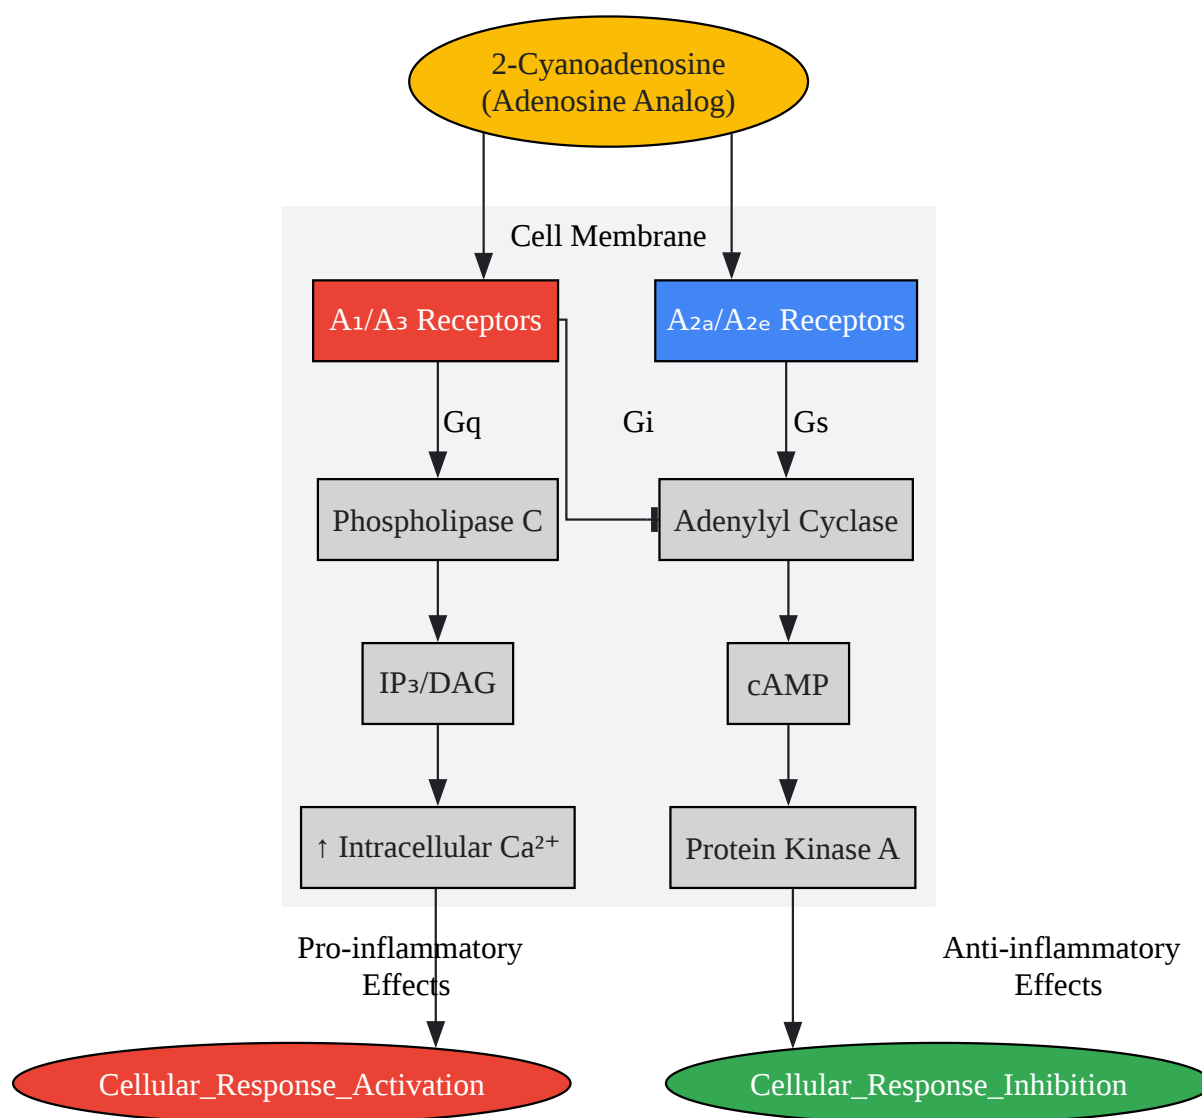 2-Cyanoadenosine
(Adenosine Analog)
Cell Membrane
A₁/A₃ Receptors
A₂ₐ/A₂ₑ Receptors
Gq
Gi
Gs
Phospholipase C
Adenylyl Cyclase
IP₃/DAG
cAMP
↑ Intracellular Ca²⁺
Protein Kinase A
Pro-inflammatory
Effects
Anti-inflammatory
Effects
Cellular_Response_Activation
Cellular_Response_Inhibition